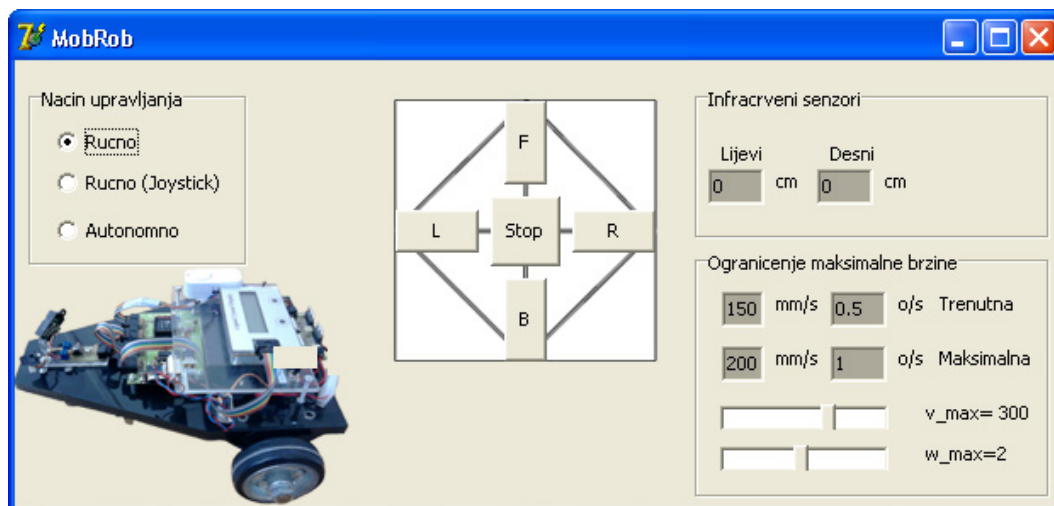 MobRob
Nacin upravljanja
Rucno
Rucno (Joystick)
Autonomno
F
L Stop R
B
Infracrveni senzori
Lijevi Desni
0 cm 0 cm
Ogranicenje maksimalne brzine
150 mm/s 0.5 o/s Trenutna
200 mm/s 1 o/s Maksimalna
v_max= 300
w_max=2